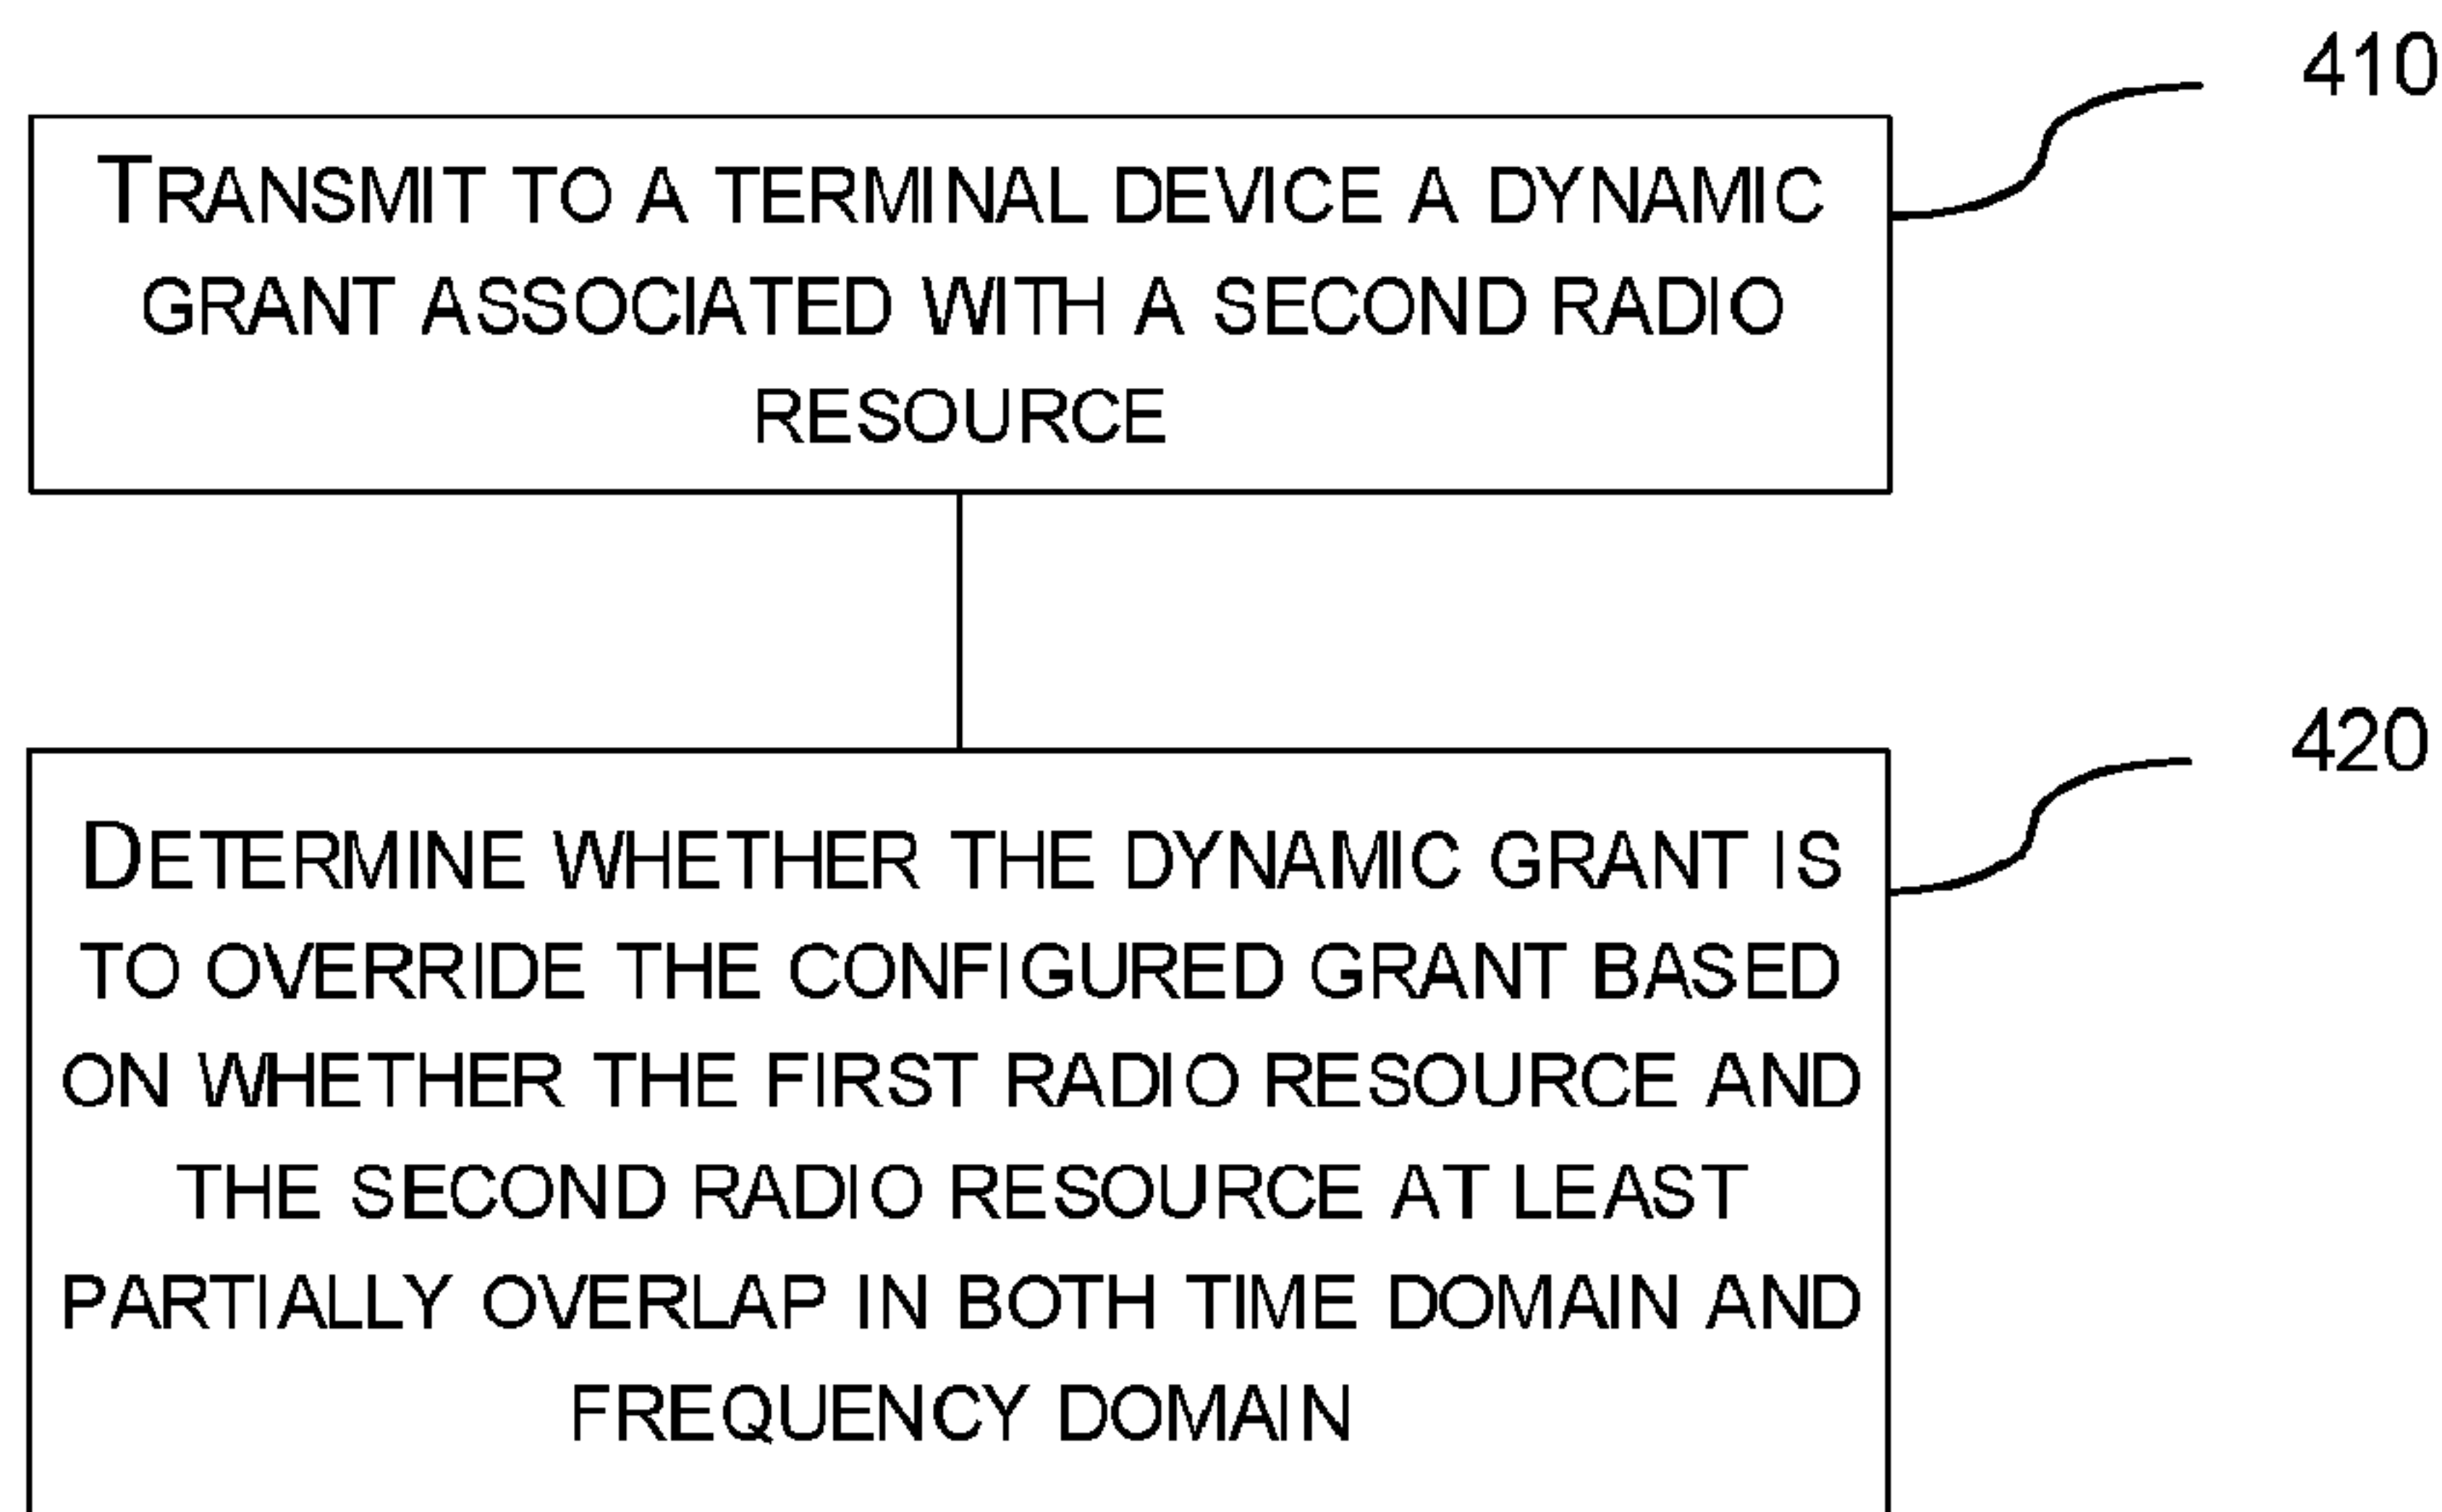 410
TRANSMIT TO A TERMINAL DEVICE A DYNAMIC
GRANT ASSOCIATED WITH A SECOND RADIO
RESOURCE
420
DETERMINE WHETHER THE DYNAMIC GRANT IS
TO OVERRIDE THE CONFIGURED GRANT BASED
ON WHETHER THE FIRST RADIO RESOURCE AND
THE SECOND RADIO RESOURCE AT LEAST
PARTIALLY OVERLAP IN BOTH TIME DOMAIN AND
FREQUENCY DOMAIN